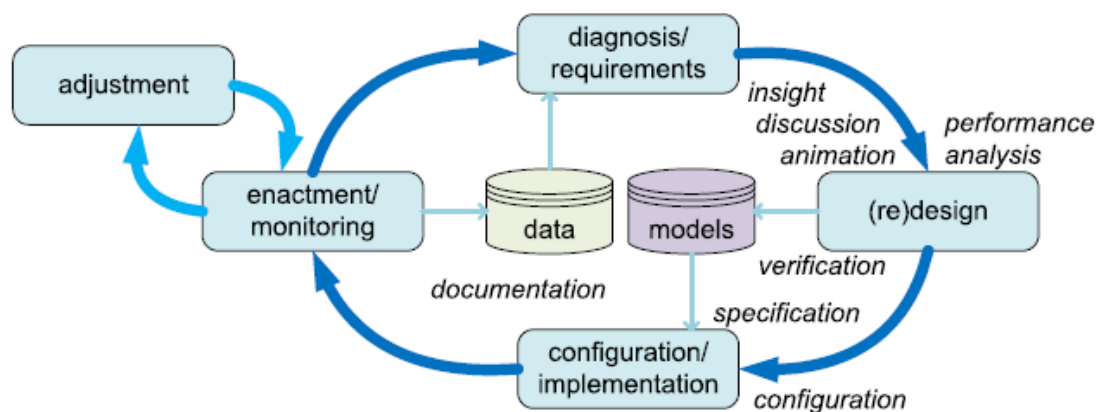 diagnosis/
requirements
adjustment
insight
discussion
animation
performance
analysis
enactment/
monitoring
data
models
(re)design
verification
documentation
specification
configuration/
implementation
configuration